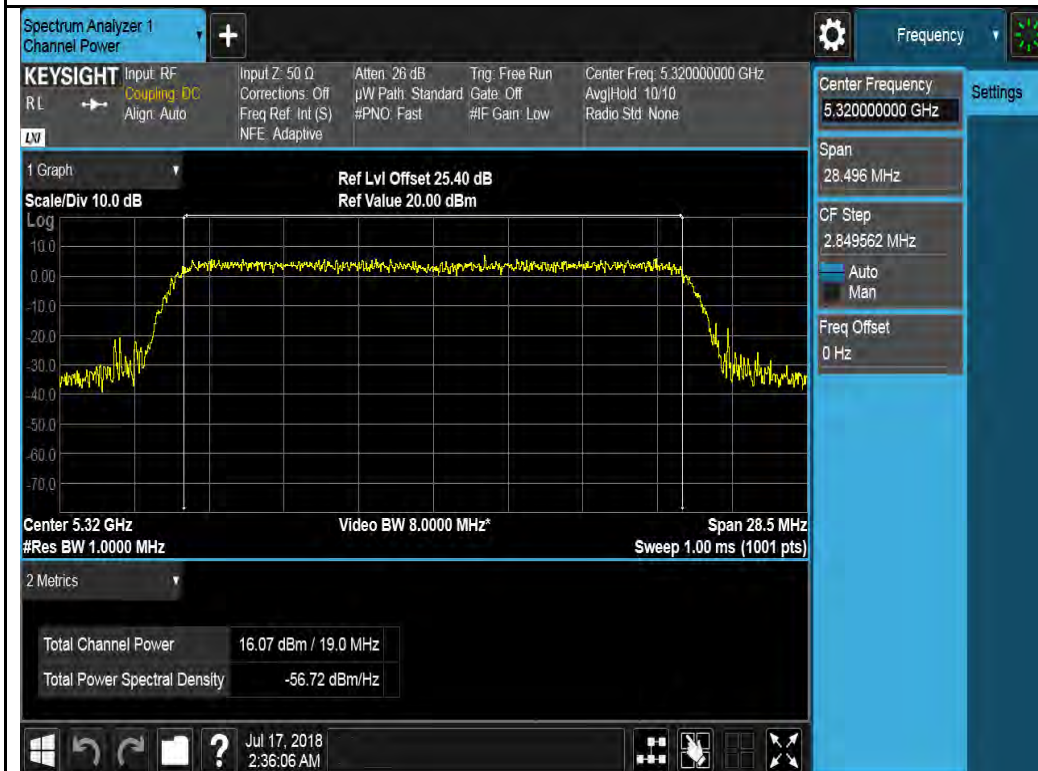 Spectrum Analyzer 1
Channel Power
+
Frequency
KEYSIGHT
RL
LXI
Input: RF
Coupling: DC
Align: Auto
Input Z: 50 Ω
Corrections: Off
Freq Ref: Int (S)
NFE: Adaptive
Atten: 26 dB
µW Path: Standard
#PNO: Fast
Trig: Free Run
Gate: Off
#IF Gain: Low
Center Freq: 5.320000000 GHz
Avg|Hold: 10/10
Radio Std: None
Center Frequency
5.320000000 GHz
Settings
Span
28.496 MHz
CF Step
2.849562 MHz
Auto
Man
Freq Offset
0 Hz
1 Graph
Scale/Div 10.0 dB
Ref Lvl Offset 25.40 dB
Ref Value 20.00 dBm
Log
10.0
0.00
-10.0
-20.0
-30.0
-40.0
-50.0
-60.0
-70.0
Center 5.32 GHz
Video BW 8.0000 MHz*
Span 28.5 MHz
#Res BW 1.0000 MHz
Sweep 1.00 ms (1001 pts)
2 Metrics
Total Channel Power 16.07 dBm / 19.0 MHz
Total Power Spectral Density -56.72 dBm/Hz
?
Jul 17, 2018
2:36:06 AM